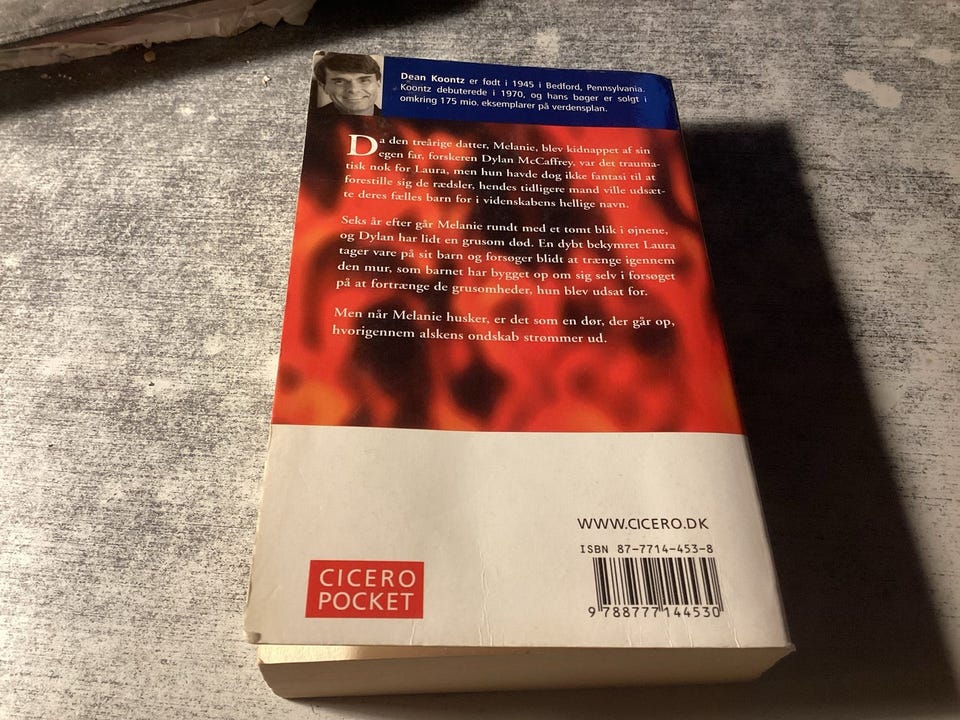 Dean Koontz er født i 1945 i Bedford, Pennsylvania.
Koontz debuterede i 1970, og hans bøger er solgt i
omkring 175 mio. eksemplarer på verdensplan.
Da den treårige datter, Melanie, blev kidnappet af sin
egen far, forskeren Dylan McCaffrey, var det trauma-
tisk nok for Laura, men hun havde dog ikke fantasi til at
forestille sig de rædsler, hendes tidligere mand ville udsæt-
te deres fælles barn for i videnskabens hellige navn.
Seks år efter går Melanie rundt med et tomt blik i øjnene,
og Dylan har lidt en grusom død. En dybt bekymret Laura
tager vare på sit barn og forsøger blidt at trænge igennem
den mur, som barnet har bygget op om sig selv i forsøget
på at fortrænge de grusomheder, hun blev udsat for.
Men når Melanie husker, er det som en dør, der går op,
hvorigennem alskens ondskab strømmer ud.
WWW.CICERO.DK
ISBN 87-7714-453-8
9 788777 144530
CICERO
POCKET